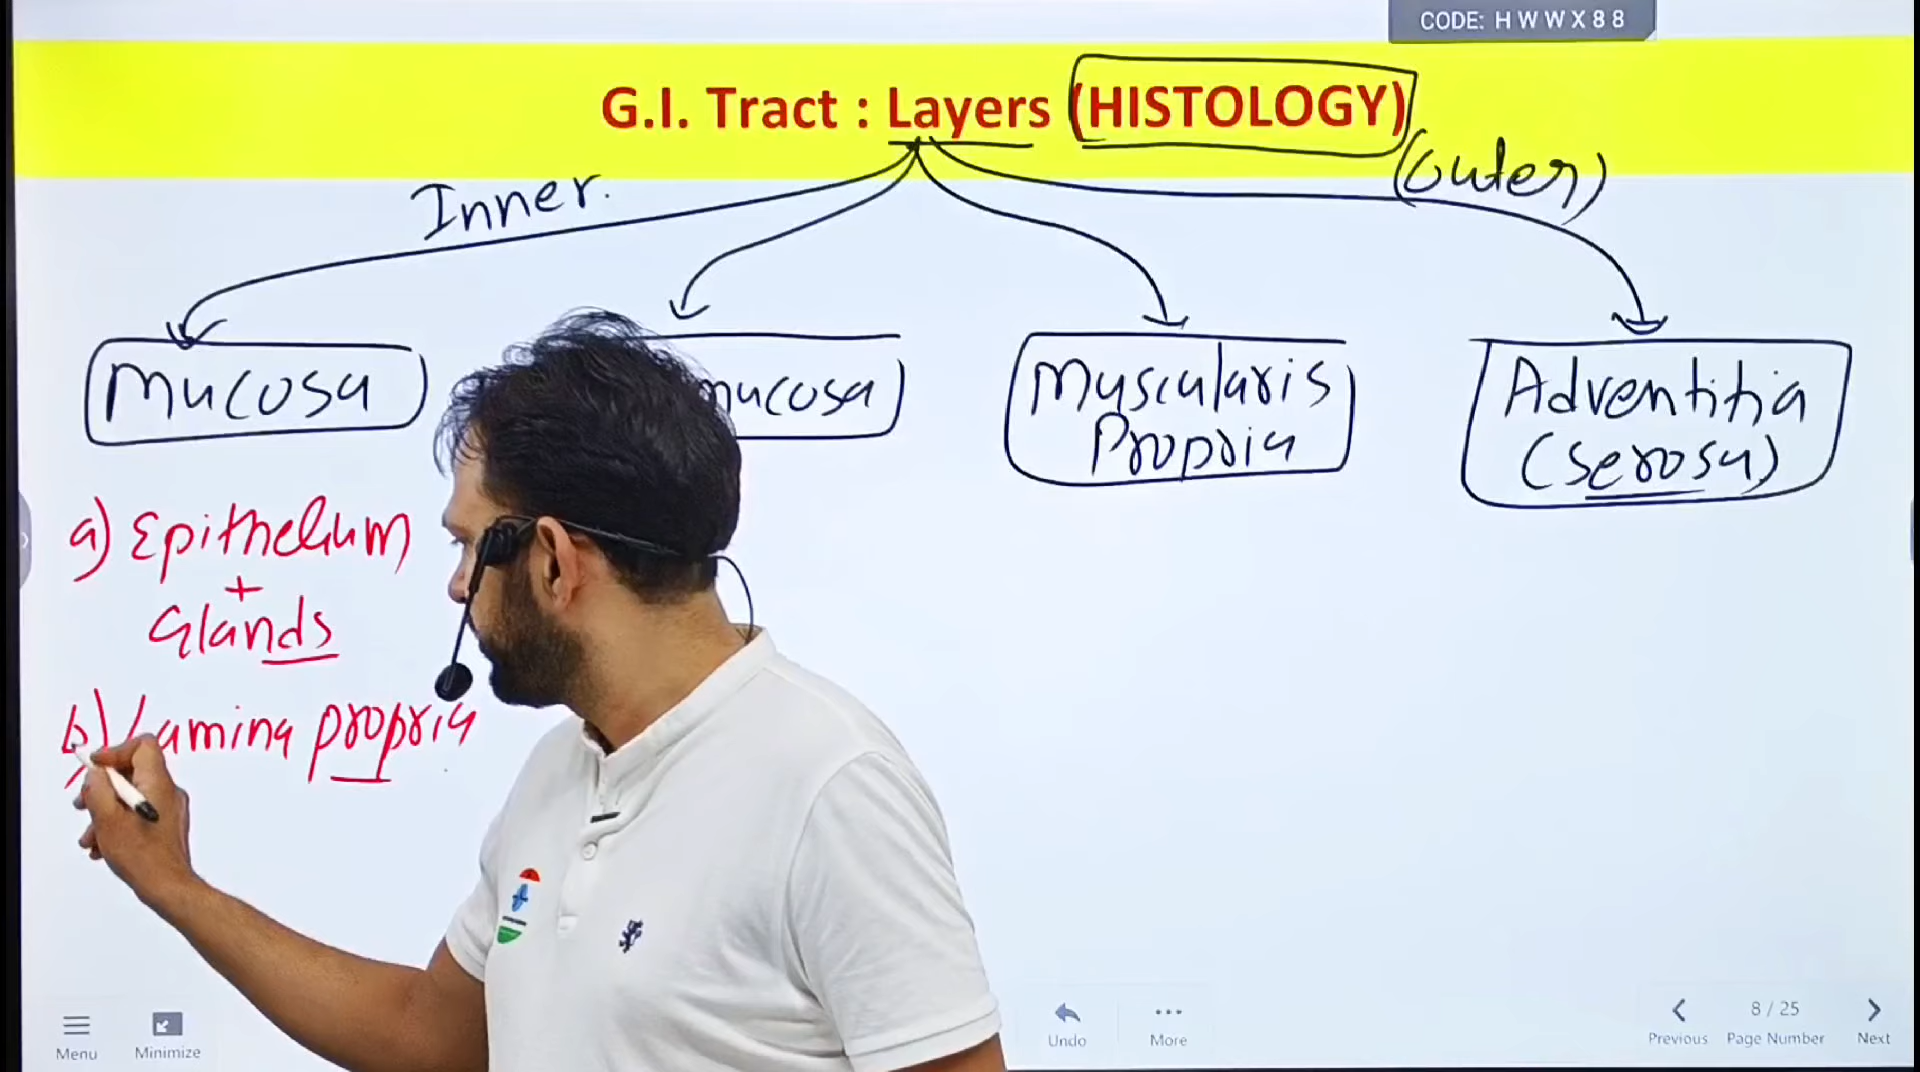 CODE: HWWX88
G.I. Tract : Layers (HISTOLOGY)
Inner.
(outer)
Mucosa
mucosa
Muscularis
Propria
Adventitia
(serosa)
a) Epithelium
+
Glands
b) Lamina propria
Menu
Minimize
Undo
More
Previous
8 / 25
Page Number
Next